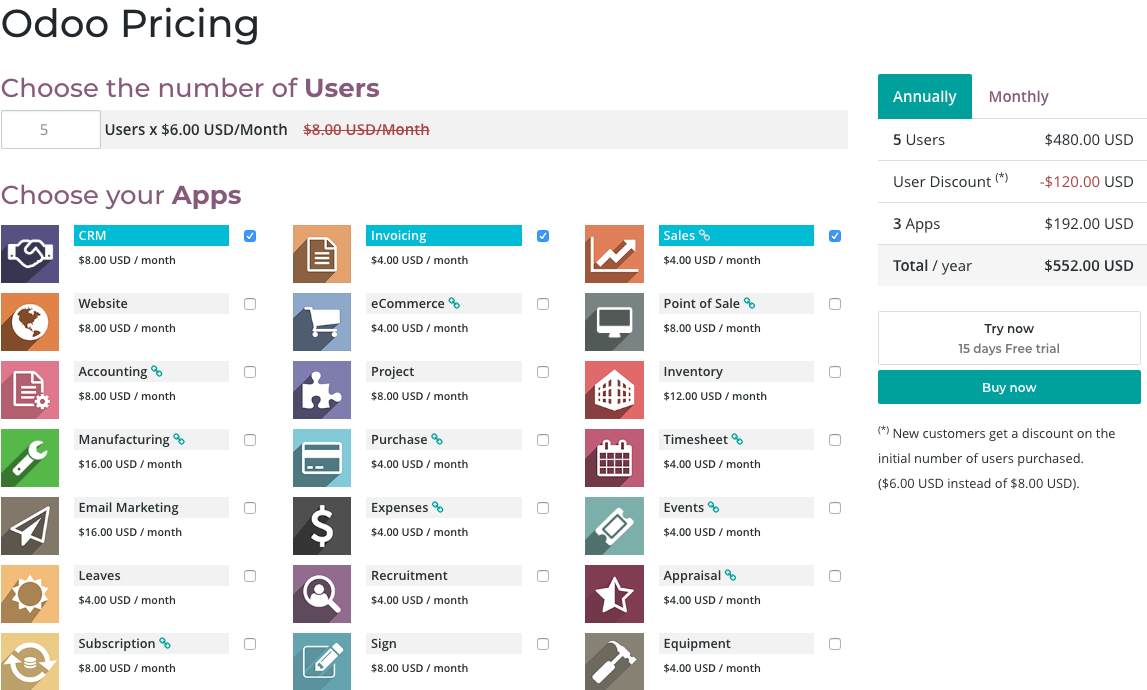 Odoo Pricing
Choose the number of Users
5 Users x $6.00 USD/Month $8.00 USD/Month
Choose your Apps
CRM
$8.00 USD / month
Invoicing
$4.00 USD / month
Sales
$4.00 USD / month
Website
$8.00 USD / month
eCommerce
$4.00 USD / month
Point of Sale
$8.00 USD / month
Accounting
$8.00 USD / month
Project
$8.00 USD / month
Inventory
$12.00 USD / month
Manufacturing
$16.00 USD / month
Purchase
$4.00 USD / month
Timesheet
$4.00 USD / month
Email Marketing
$16.00 USD / month
Expenses
$4.00 USD / month
Events
$4.00 USD / month
Leaves
$4.00 USD / month
Recruitment
$4.00 USD / month
Appraisal
$4.00 USD / month
Subscription
$8.00 USD / month
Sign
$8.00 USD / month
Equipment
$4.00 USD / month
Annually Monthly
5 Users $480.00 USD
User Discount (*) -$120.00 USD
3 Apps $192.00 USD
Total / year $552.00 USD
Try now
15 days Free trial
Buy now
(*) New customers get a discount on the
initial number of users purchased.
($6.00 USD instead of $8.00 USD).